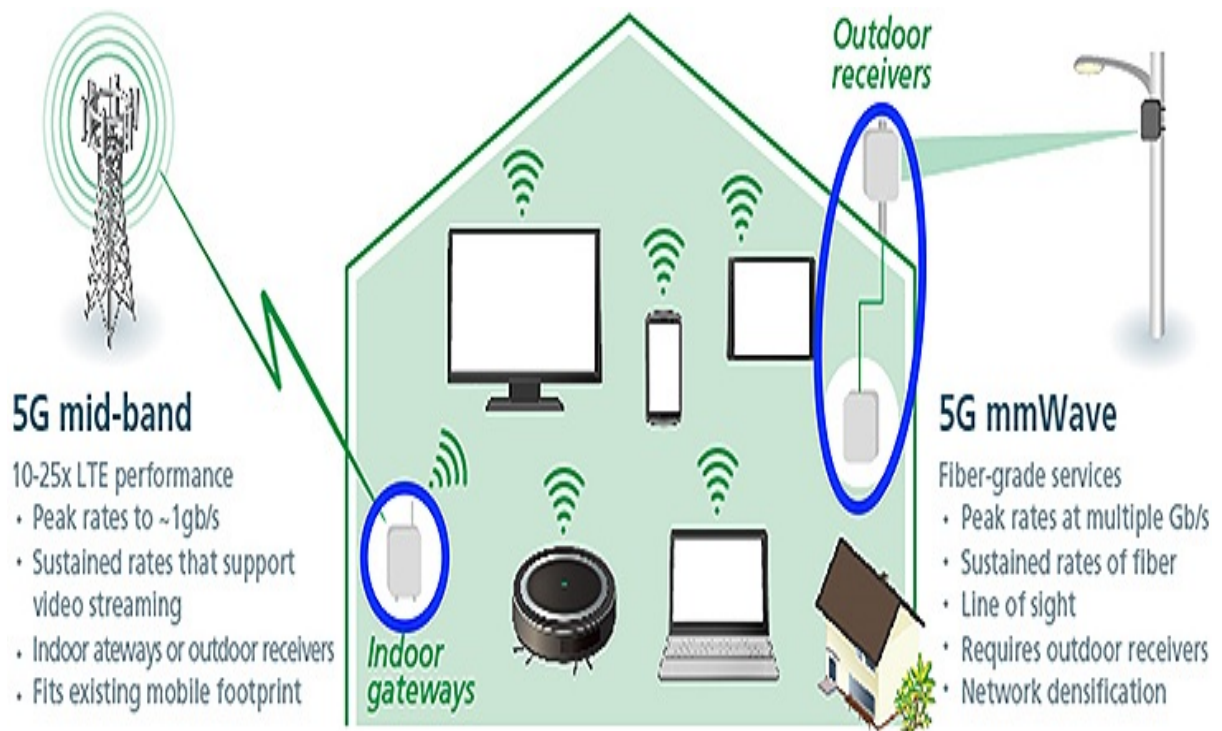 Outdoor
receivers
5G mid-band
10-25x LTE performance
• Peak rates to ~1gb/s
• Sustained rates that support
video streaming
• Indoor ateways or outdoor receivers
• Fits existing mobile footprint
Indoor
gateways
5G mmWave
Fiber-grade services
• Peak rates at multiple Gb/s
• Sustained rates of fiber
• Line of sight
• Requires outdoor receivers
• Network densification